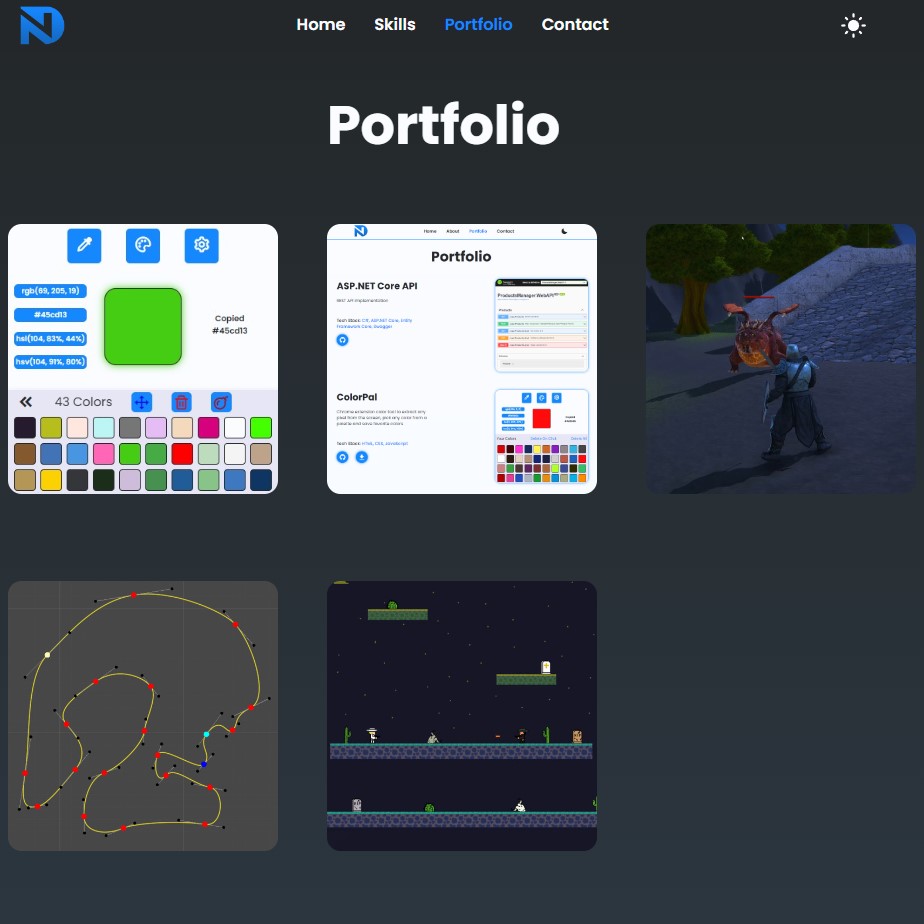 Home Skills Portfolio Contact
Portfolio
rgb(69, 205, 19)
#45cd13
hsl(104, 83%, 44%)
hsv(104, 91%, 80%)
Copied
#45cd13
43 Colors
Home About Portfolio Contact
Portfolio
ASP.NET Core API
REST API Implementation
Tech Stack: C#, ASP.NET Core, Entity
Framework Core, Swagger
ColorPal
Chrome extension color tool to extract any
pixel from the screen, pick any color from a
palette and save favorite colors.
Tech Stack: HTML, CSS, JavaScript